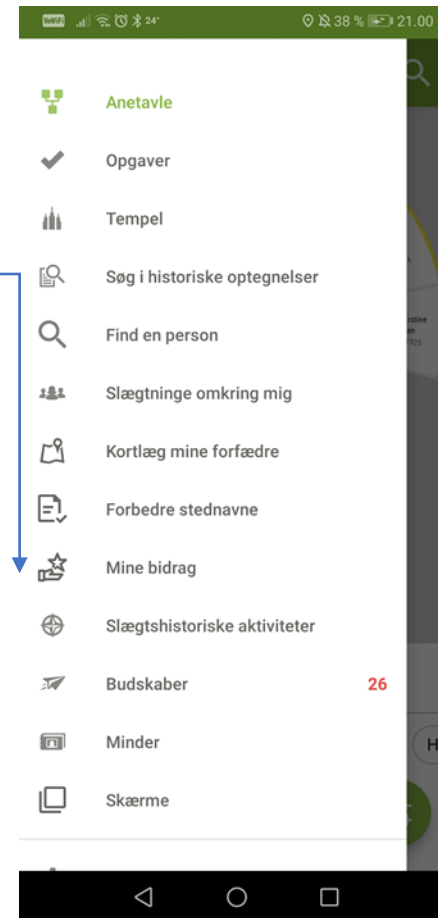 24°
38 %
21.00
Anetavle
Opgaver
Tempel
Søg i historiske optegnelser
Find en person
Slægtninge omkring mig
Kortlæg mine forfædre
Forbedre stednavne
Mine bidrag
Slægtshistoriske aktiviteter
Budskaber 26
Minder
Skærme
H